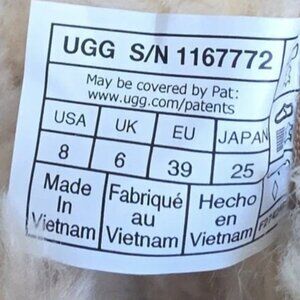 UGG S/N 1167772
May be covered by Pat:
www.ugg.com/patents
USA UK EU JAPAN
8 6 39 25
Made In Vietnam
Fabriqué au Vietnam
Hecho en Vietnam